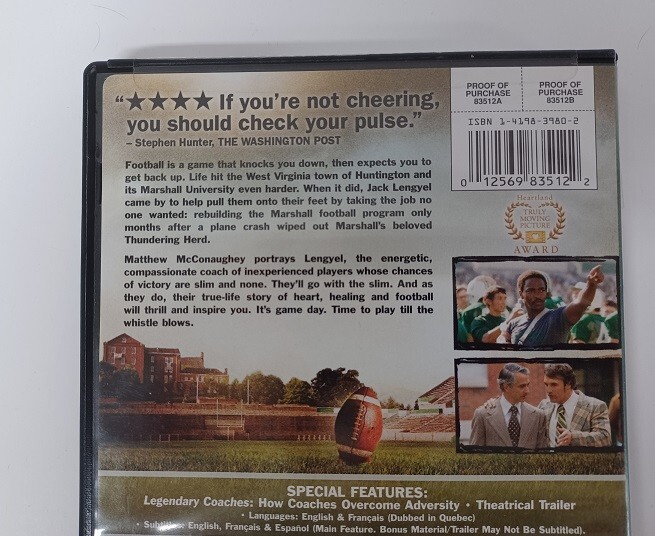 “★★★★ If you’re not cheering,
you should check your pulse.”
– Stephen Hunter, THE WASHINGTON POST
Football is a game that knocks you down, then expects you to
get back up. Life hit the West Virginia town of Huntington and
its Marshall University even harder. When it did, Jack Lengyel
came by to help pull them onto their feet by taking the job no
one wanted: rebuilding the Marshall football program only
months after a plane crash wiped out Marshall’s beloved
Thundering Herd.
Matthew McConaughey portrays Lengyel, the energetic,
compassionate coach of inexperienced players whose chances
of victory are slim and none. They’ll go with the slim. And as
they do, their true-life story of heart, healing and football
will thrill and inspire you. It’s game day. Time to play till the
whistle blows.
PROOF OF
PURCHASE
83512A
PROOF OF
PURCHASE
83512B
ISBN 1-4198-3980-2
0 12569 83512 2
Heartland
TRULY
MOVING
PICTURE
AWARD
SPECIAL FEATURES:
Legendary Coaches: How Coaches Overcome Adversity • Theatrical Trailer
• Languages: English & Français (Dubbed in Quebec)
• Subtitles: English, Français & Español (Main Feature. Bonus Material/Trailer May Not Be Subtitled).